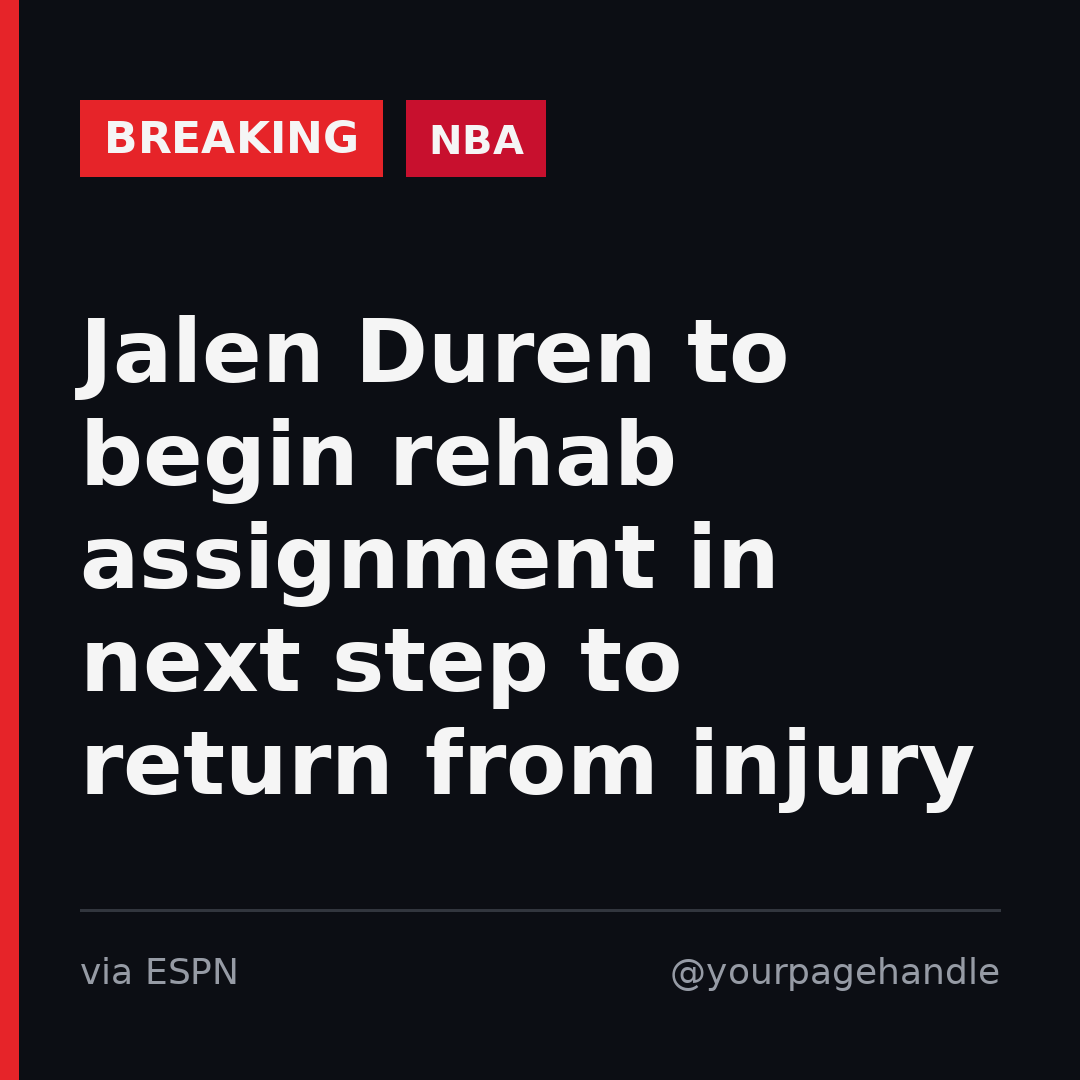 BREAKING NBA
Jalen Duren to
begin rehab
assignment in
next step to
return from injury
via ESPN @yourpagehandle